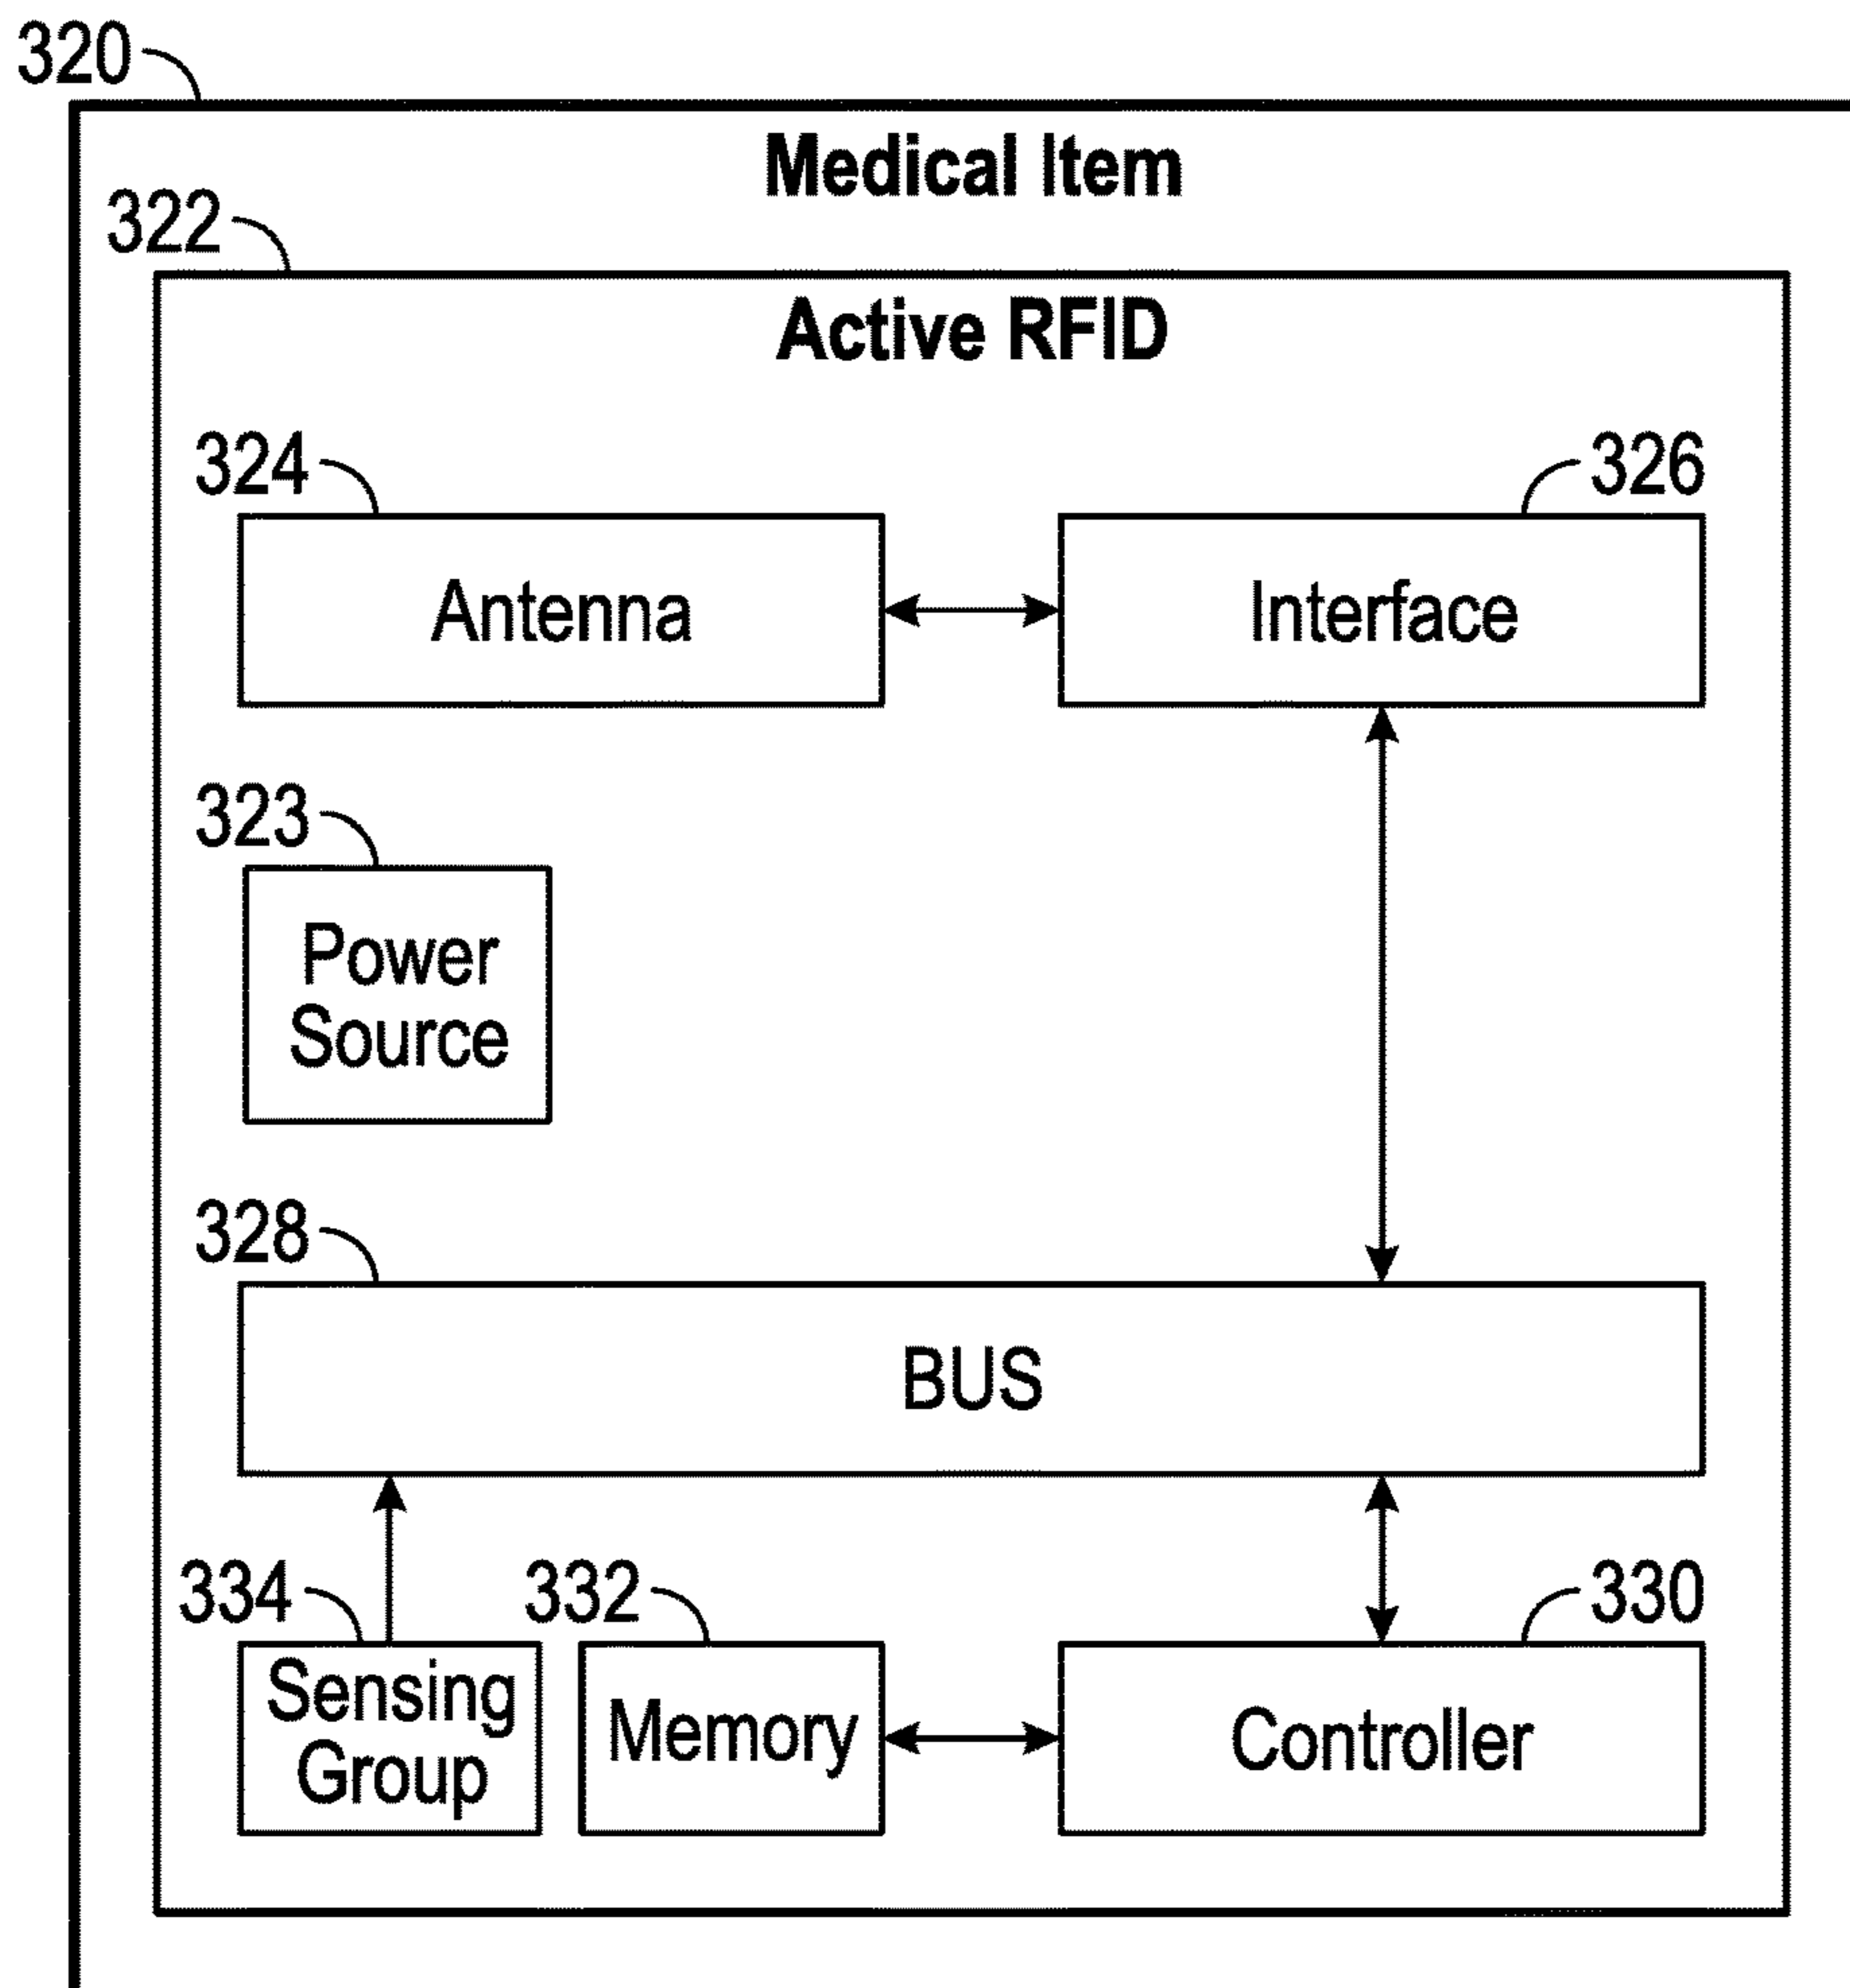 320
Medical Item
322
Active RFID
324
326
Antenna
Interface
323
Power
Source
328
BUS
334
332
330
Sensing
Group
Memory
Controller